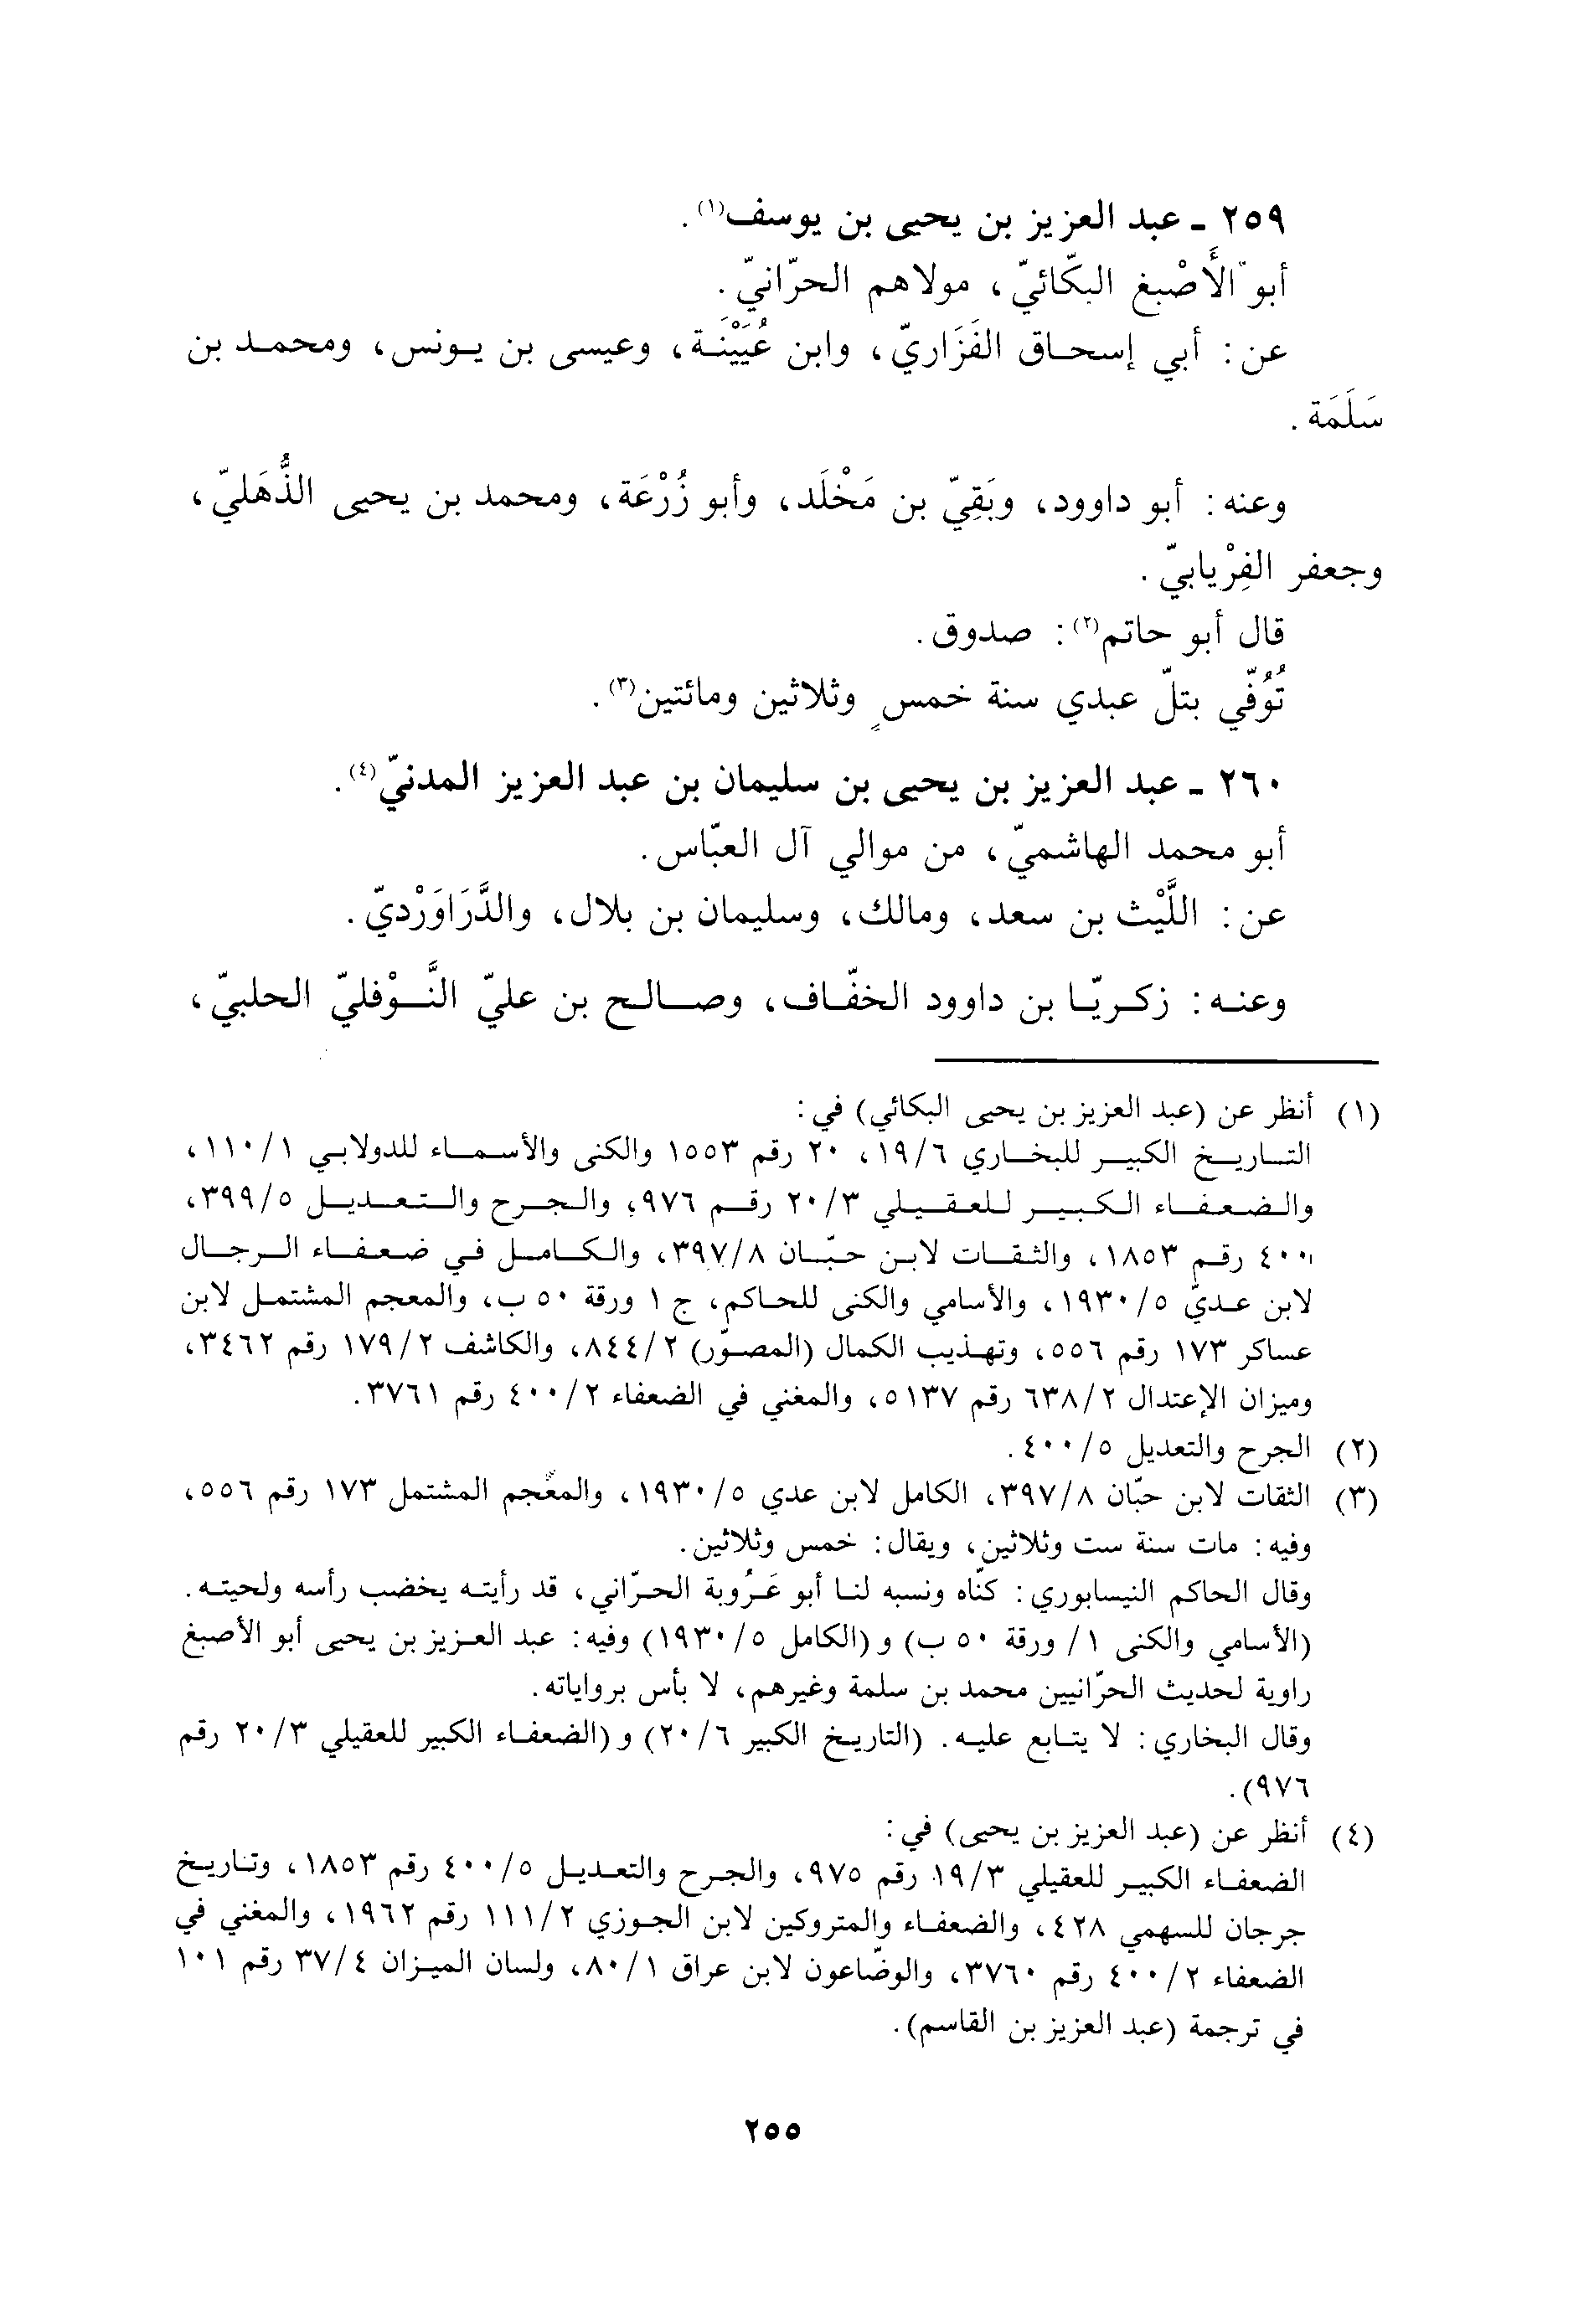 ٢٥٩ ـ عبد العزيز بن يحيى بن يوسف(١).
أبو الأَصْبغ البكّائيّ، مولاهم الحرّانيّ.
عن: أبي إسحاق الفَزَاريّ، وابن عُيَيْنَة، وعيسى بن يونس، ومحمد بن
سَلَمَة.
وعنه: أبو داوود، وبَقِيّ بن مَخْلَد، وأبو زُرْعَة، ومحمد بن يحيى الذُّهَليّ،
وجعفر الفِرْيابيّ.
قال أبو حاتم(٢): صدوق.
تُوُفّي بتلّ عبدي سنة خمسٍ وثلاثين ومائتين(٣).
٢٦٠ ـ عبد العزيز بن يحيى بن سليمان بن عبد العزيز المدنيّ(٤).
أبو محمد الهاشميّ، من موالي آل العبّاس.
عن: اللَّيْث بن سعد، ومالك، وسليمان بن بلال، والدَّرَاوَرْديّ.
وعنه: زكريّا بن داوود الخفّاف، وصالح بن عليّ النَّوْفليّ الحلبيّ،
(١) أنظر عن (عبد العزيز بن يحيى البكائي) في:
التاريخ الكبير للبخاري ١٩/٦، ٢٠ رقم ١٥٥٣ والكنى والأسماء للدولابي ١١٠/١،
والضعفاء الكبير للعقيلي ٢٠/٣ رقم ٩٧٦، والجرح والتعديل ٣٩٩/٥،
٤٠٠ رقم ١٨٥٣، والثقات لابن حبّان ٣٩٧/٨، والكامل في ضعفاء الرجال
لابن عديّ ١٩٣٠/٥، والأسامي والكنى للحاكم، ج ١ ورقة ٥٠ ب، والمعجم المشتمل لابن
عساكر ١٧٣ رقم ٥٥٦، وتهذيب الكمال (المصوّر) ٨٤٤/٢، والكاشف ١٧٩/٢ رقم ٣٤٦٢،
وميزان الإعتدال ٦٣٨/٢ رقم ٥١٣٧، والمغني في الضعفاء ٤٠٠/٢ رقم ٣٧٦١.
(٢) الجرح والتعديل ٤٠٠/٥.
(٣) الثقات لابن حبّان ٣٩٧/٨، الكامل لابن عدي ١٩٣٠/٥، والمعجم المشتمل ١٧٣ رقم ٥٥٦،
وفيه: مات سنة ست وثلاثين، ويقال: خمس وثلاثين.
وقال الحاكم النيسابوري: كنّاه ونسبه لنا أبو عَرُوبة الحرّاني، قد رأيته يخضب رأسه ولحيته.
(الأسامي والكنى ١/ ورقة ٥٠ ب) و (الكامل ١٩٣٠/٥) وفيه: عبد العزيز بن يحيى أبو الأصبغ
راوية لحديث الحرّانيين محمد بن سلمة وغيرهم، لا بأس برواياته.
وقال البخاري: لا يتابع عليه. (التاريخ الكبير ٢٠/٦) و (الضعفاء الكبير للعقيلي ٢٠/٣ رقم
٩٧٦).
(٤) أنظر عن (عبد العزيز بن يحيى) في:
الضعفاء الكبير للعقيلي ١٩/٣ رقم ٩٧٥، والجرح والتعديل ٤٠٠/٥ رقم ١٨٥٣، وتاريخ
جرجان للسهمي ٤٢٨، والضعفاء والمتروكين لابن الجوزي ١١١/٢ رقم ١٩٦٢، والمغني في
الضعفاء ٤٠٠/٢ رقم ٣٧٦٠، والوضّاعون لابن عراق ٨٠/١، ولسان الميزان ٣٧/٤ رقم ١٠١
في ترجمة (عبد العزيز بن القاسم).
٢٥٥